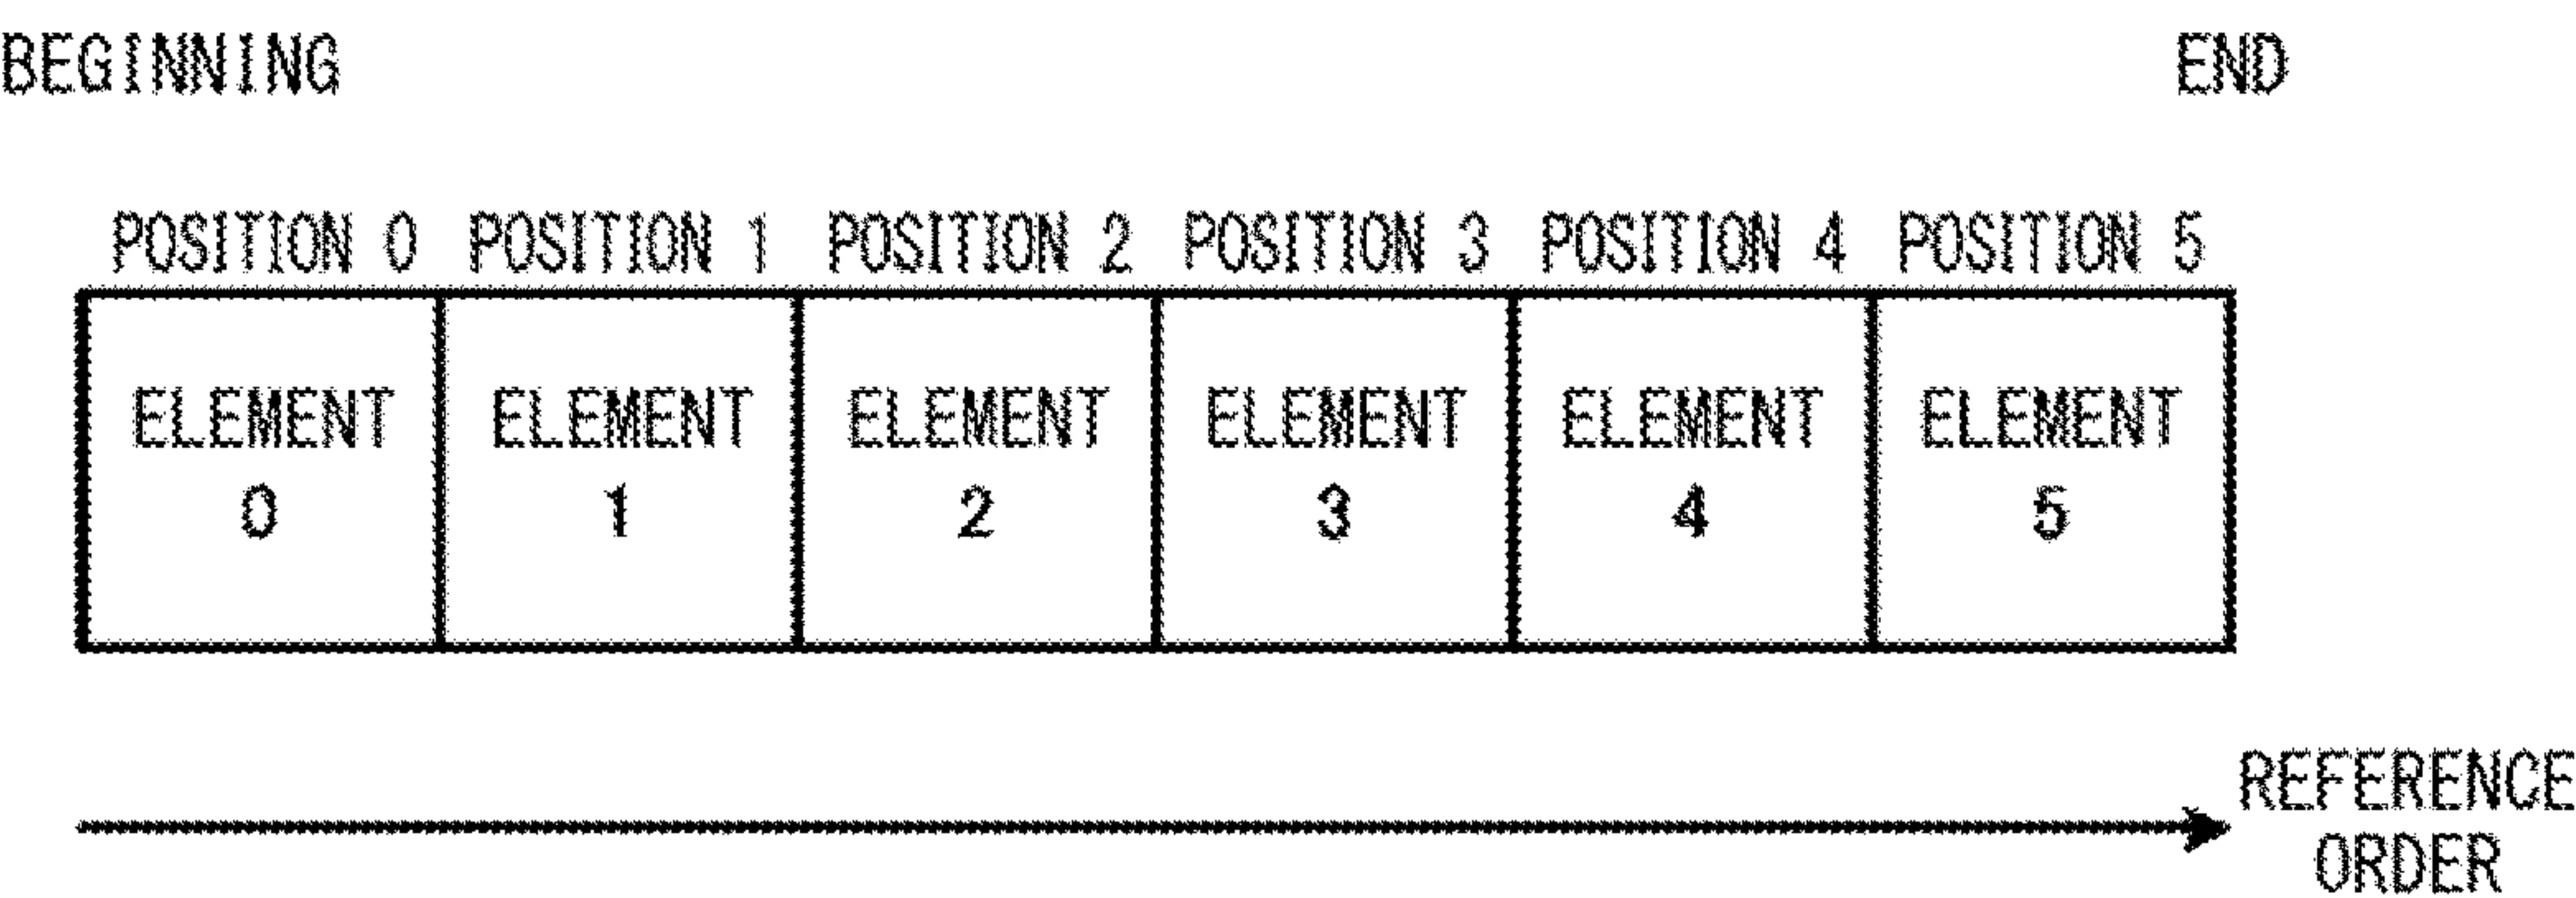 BEGINNING END
POSITION 0 POSITION 1 POSITION 2 POSITION 3 POSITION 4 POSITION 5
ELEMENT ELEMENT ELEMENT ELEMENT ELEMENT ELEMENT
0 1 2 3 4 5
REFERENCE
ORDER